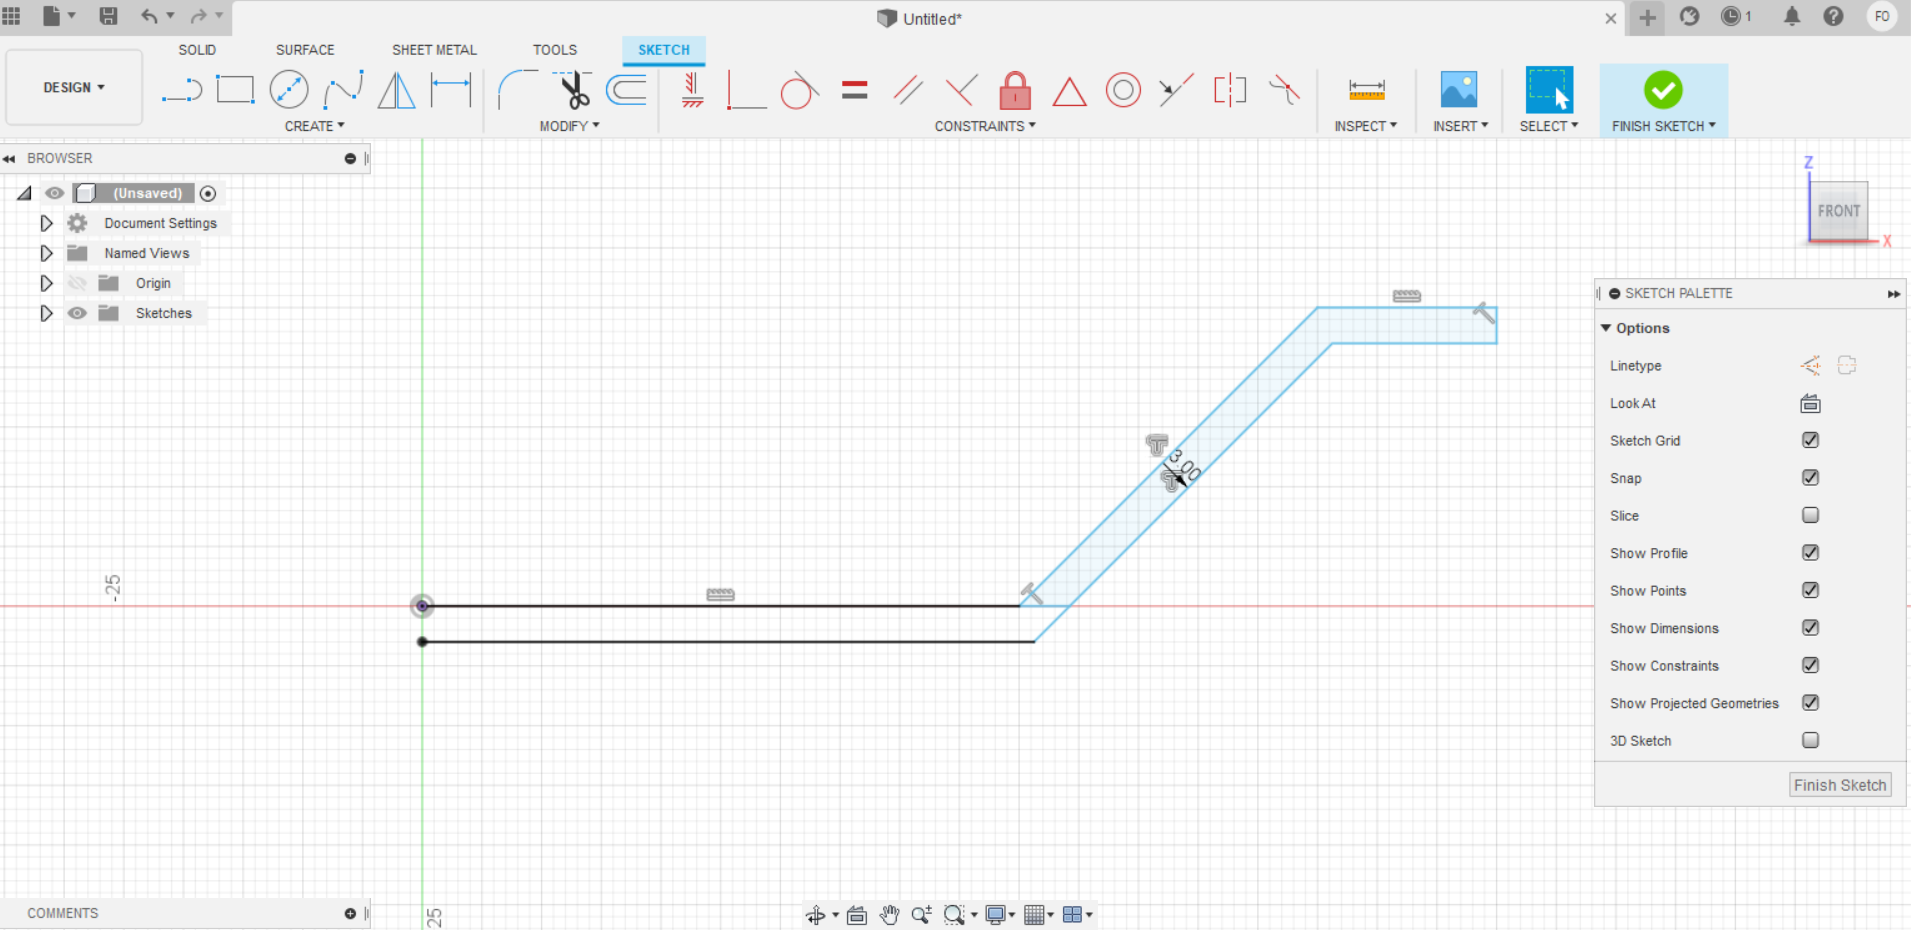 Untitled*
1
FO
DESIGN
SOLID
SURFACE
SHEET METAL
TOOLS
SKETCH
CREATE
MODIFY
CONSTRAINTS
INSPECT
INSERT
SELECT
FINISH SKETCH
BROWSER
(Unsaved)
Document Settings
Named Views
Origin
Sketches
Z
FRONT
X
SKETCH PALETTE
Options
Linetype
Look At
Sketch Grid
Snap
Slice
Show Profile
Show Points
Show Dimensions
Show Constraints
Show Projected Geometries
3D Sketch
Finish Sketch
3.00
-25
25
COMMENTS